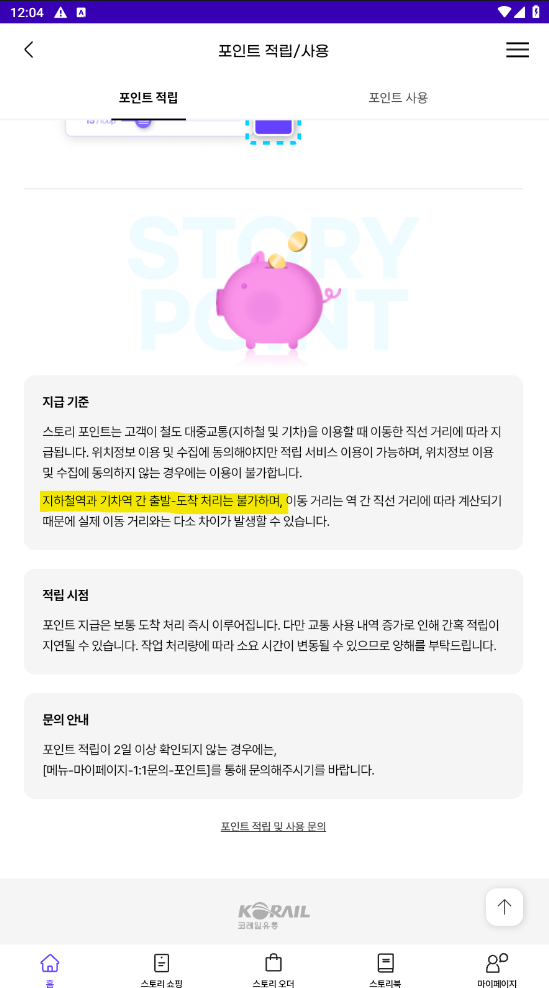 12:04
포인트 적립/사용
포인트 적립
포인트 사용
STORY
POINT
지급 기준
스토리 포인트는 고객이 철도 대중교통(지하철 및 기차)을 이용할 때 이동한 직선 거리에 따라 지
급됩니다. 위치정보 이용 및 수집에 동의해야지만 적립 서비스 이용이 가능하며, 위치정보 이용
및 수집에 동의하지 않는 경우에는 이용이 불가합니다.
지하철역과 기차역 간 출발-도착 처리는 불가하며, 이동 거리는 역 간 직선 거리에 따라 계산되기
때문에 실제 이동 거리와는 다소 차이가 발생할 수 있습니다.
적립 시점
포인트 지급은 보통 도착 처리 즉시 이루어집니다. 다만 교통 사용 내역 증가로 인해 간혹 적립이
지연될 수 있습니다. 작업 처리량에 따라 소요 시간이 변동될 수 있으므로 양해를 부탁드립니다.
문의 안내
포인트 적립이 2일 이상 확인되지 않는 경우에는,
[메뉴-마이페이지-1:1문의-포인트]를 통해 문의해주시기를 바랍니다.
포인트 적립 및 사용 문의
KORAIL
코레일유통
홈
스토리 쇼핑
스토리 오더
스토리북
마이페이지